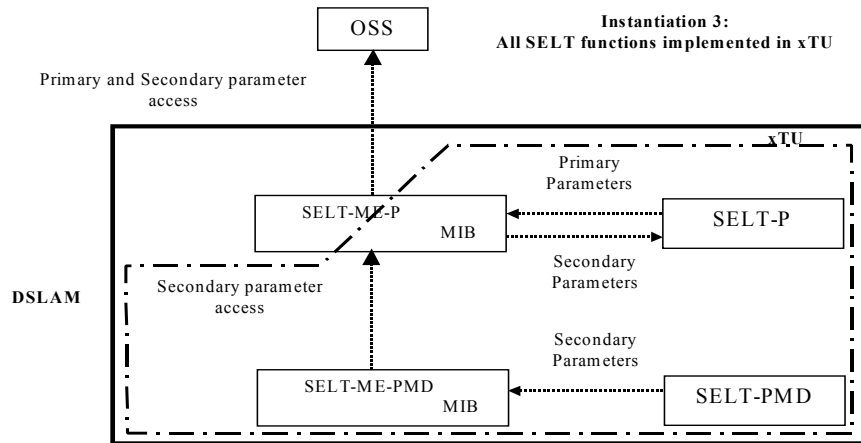 OSS
Instantiation 3:
All SELT functions implemented in xTU
Primary and Secondary parameter
access
xTU
Primary
Parameters
SELT-ME-P
MIB
SELT-P
Secondary
Parameters
Secondary parameter
access
DSLAM
Secondary
Parameters
SELT-ME-PMD
MIB
SELT-PMD